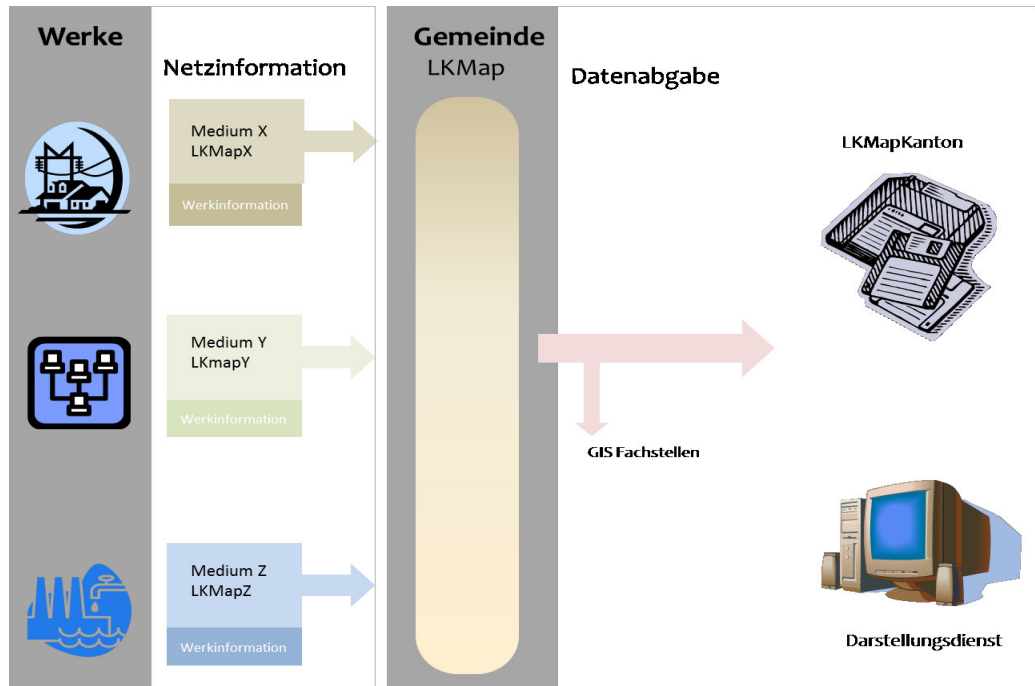 Werke
Netzinformation
Medium X
LKMapX
Werkinformation
Medium Y
LKmapY
Werkinformation
Medium Z
LKMapZ
Werkinformation
Gemeinde
LKMap
Datenabgabe
LKMapKanton
GIS Fachstellen
Darstellungsdienst